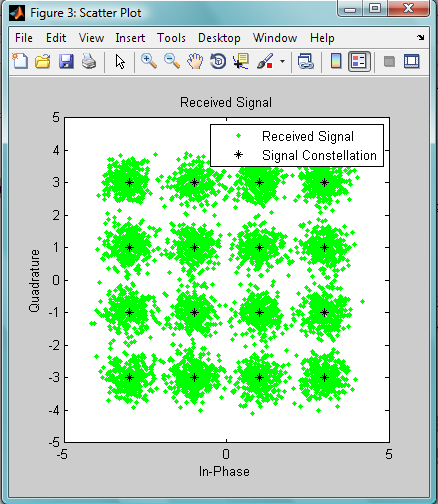 Figure 3: Scatter Plot
File Edit View Insert Tools Desktop Window Help
Received Signal
Received Signal
Signal Constellation
5
4
3
2
1
0
-1
-2
-3
-4
-5
Quadrature
-5 0 5
In-Phase